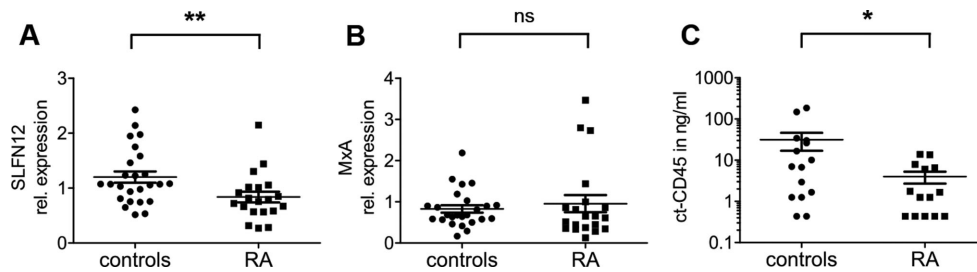 A
**
SLFN12
rel. expression
3
2
1
0
controls
RA
B
ns
MxA
rel. expression
4
3
2
1
0
controls
RA
C
*
ct-CD45 in ng/ml
1000
100
10
1
0.1
controls
RA